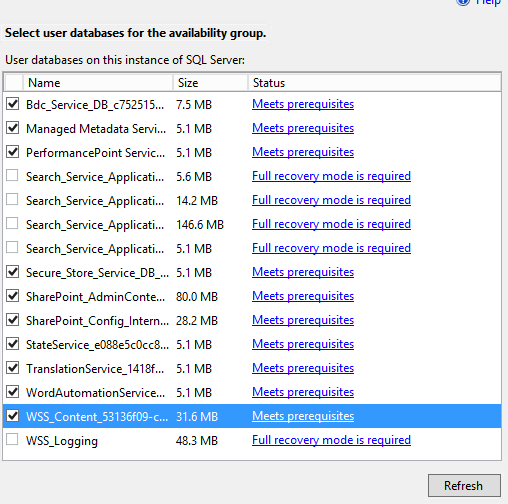 Help
Select user databases for the availability group.
User databases on this instance of SQL Server:
Name Size Status
Bdc_Service_DB_c752515... 7.5 MB Meets prerequisites
Managed Metadata Servi... 5.1 MB Meets prerequisites
PerformancePoint Servic... 5.1 MB Meets prerequisites
Search_Service_Applicati... 5.6 MB Full recovery mode is required
Search_Service_Applicati... 14.2 MB Full recovery mode is required
Search_Service_Applicati... 146.6 MB Full recovery mode is required
Search_Service_Applicati... 5.1 MB Full recovery mode is required
Secure_Store_Service_DB_... 5.1 MB Meets prerequisites
SharePoint_AdminConte... 80.0 MB Meets prerequisites
SharePoint_Config_Intern... 28.2 MB Meets prerequisites
StateService_e088e5c0cc8... 5.1 MB Meets prerequisites
TranslationService_1418f... 5.1 MB Meets prerequisites
WordAutomationService... 5.1 MB Meets prerequisites
WSS_Content_53136f09-c... 31.6 MB Meets prerequisites
WSS_Logging 48.3 MB Full recovery mode is required
Refresh